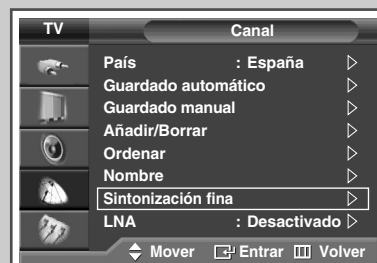 TV Canal
País : España
Guardado automático
Guardado manual
Añadir/Borrar
Ordenar
Nombre
Sintonización fina
LNA : Desactivado
Mover Entrar Volver